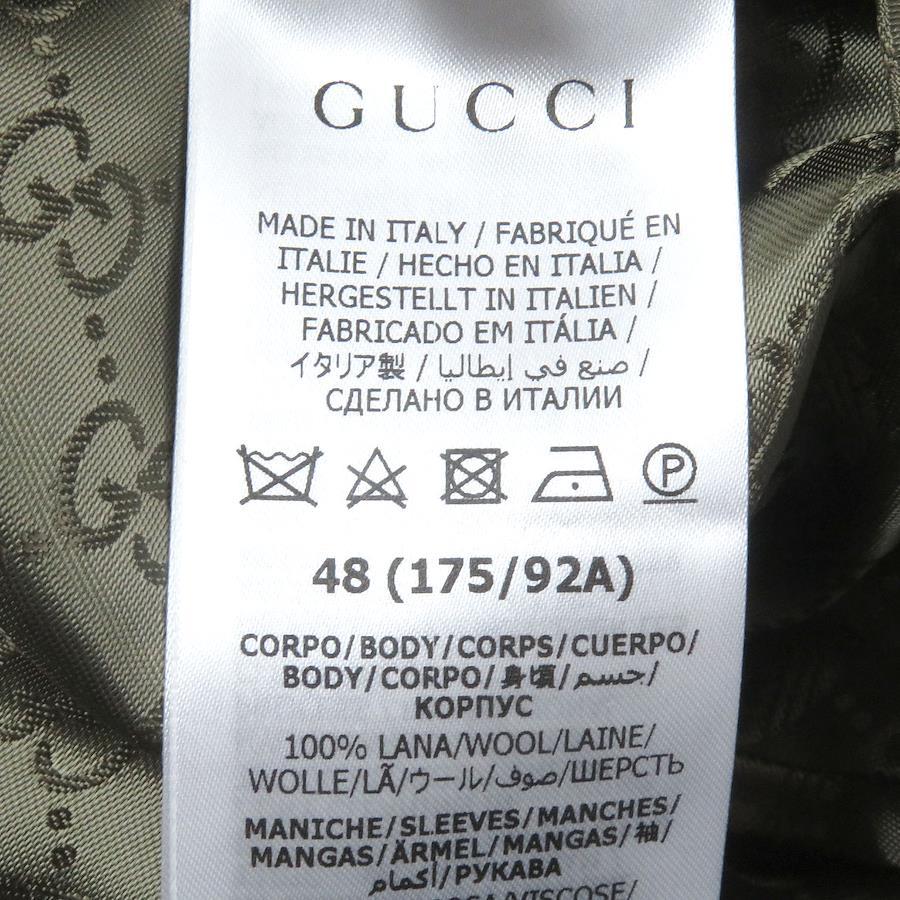 GUCCI
MADE IN ITALY / FABRIQUÉ EN
ITALIE / HECHO EN ITALIA /
HERGESTELLT IN ITALIEN /
FABRICADO EM ITÁLIA /
イタリア製 / صنع في إيطاليا /
СДЕЛАНО В ИТАЛИИ
P
48 (175/92A)
CORPO/BODY/CORPS/CUERPO/
BODY/CORPO/身頃/جسم/
КОРПУС
100% LANA/WOOL/LAINE/
WOLLE/LÃ/ウール/صوف/ШЕРСТЬ
MANICHE/SLEEVES/MANCHES/
MANGAS/ÄRMEL/MANGAS/袖/
أكمام/РУКАВА
VISCOSE/